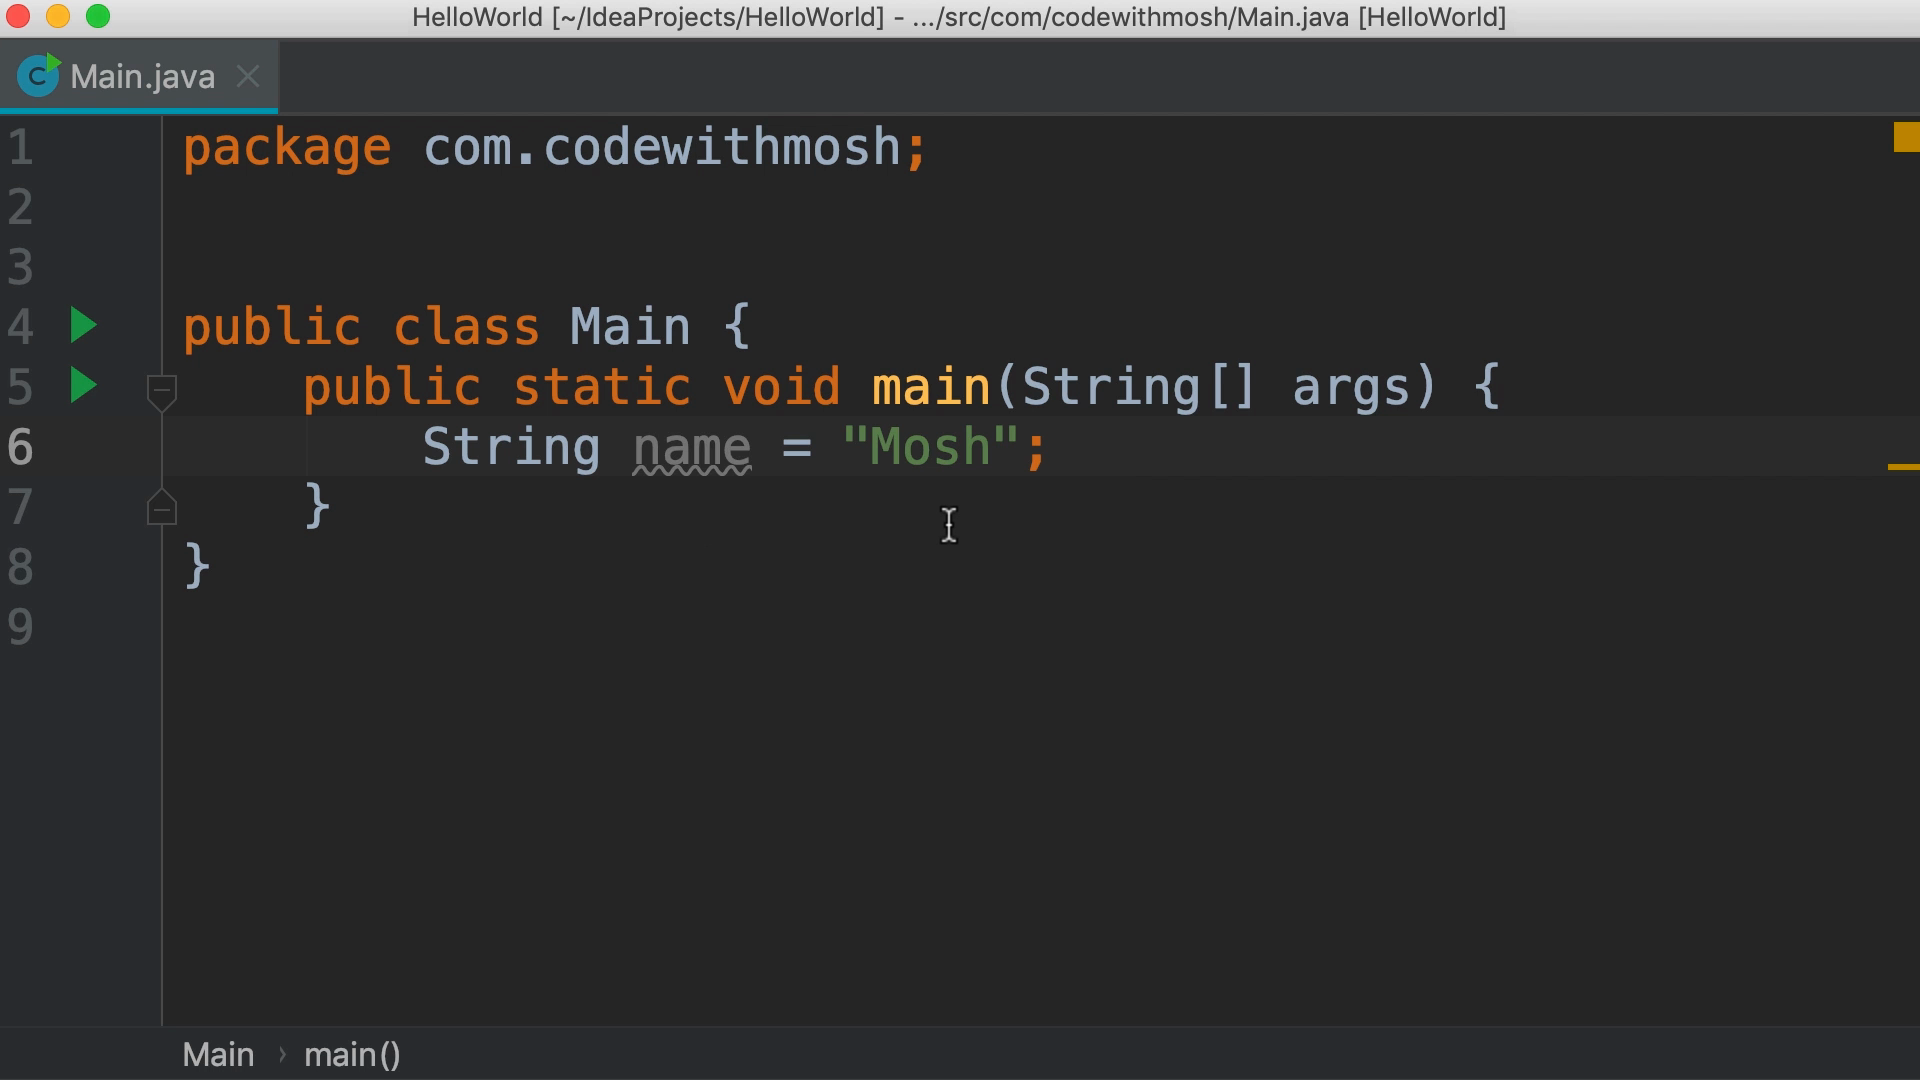 HelloWorld [~/IdeaProjects/HelloWorld] - .../src/com/codewithmosh/Main.java [HelloWorld]
C Main.java
1 package com.codewithmosh;
2
3
4 public class Main {
5     public static void main(String[] args) {
6         String name = "Mosh";
7     }
8 }
9
Main › main()